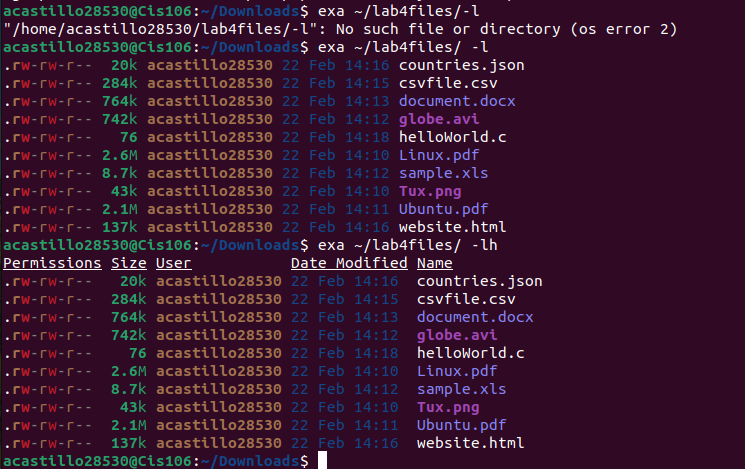 acastillo28530@Cis106:~/Downloads$ exa ~/lab4files/-l
"/home/acastillo28530/lab4files/-l": No such file or directory (os error 2)
acastillo28530@Cis106:~/Downloads$ exa ~/lab4files/ -l
.rw-rw-r-- 20k acastillo28530 22 Feb 14:16 countries.json
.rw-rw-r-- 284k acastillo28530 22 Feb 14:15 csvfile.csv
.rw-rw-r-- 764k acastillo28530 22 Feb 14:13 document.docx
.rw-rw-r-- 742k acastillo28530 22 Feb 14:12 globe.avi
.rw-rw-r-- 76 acastillo28530 22 Feb 14:18 helloWorld.c
.rw-rw-r-- 2.6M acastillo28530 22 Feb 14:10 Linux.pdf
.rw-rw-r-- 8.7k acastillo28530 22 Feb 14:12 sample.xls
.rw-rw-r-- 43k acastillo28530 22 Feb 14:10 Tux.png
.rw-rw-r-- 2.1M acastillo28530 22 Feb 14:11 Ubuntu.pdf
.rw-rw-r-- 137k acastillo28530 22 Feb 14:16 website.html
acastillo28530@Cis106:~/Downloads$ exa ~/lab4files/ -lh
Permissions Size User Date Modified Name
.rw-rw-r-- 20k acastillo28530 22 Feb 14:16 countries.json
.rw-rw-r-- 284k acastillo28530 22 Feb 14:15 csvfile.csv
.rw-rw-r-- 764k acastillo28530 22 Feb 14:13 document.docx
.rw-rw-r-- 742k acastillo28530 22 Feb 14:12 globe.avi
.rw-rw-r-- 76 acastillo28530 22 Feb 14:18 helloWorld.c
.rw-rw-r-- 2.6M acastillo28530 22 Feb 14:10 Linux.pdf
.rw-rw-r-- 8.7k acastillo28530 22 Feb 14:12 sample.xls
.rw-rw-r-- 43k acastillo28530 22 Feb 14:10 Tux.png
.rw-rw-r-- 2.1M acastillo28530 22 Feb 14:11 Ubuntu.pdf
.rw-rw-r-- 137k acastillo28530 22 Feb 14:16 website.html
acastillo28530@Cis106:~/Downloads$